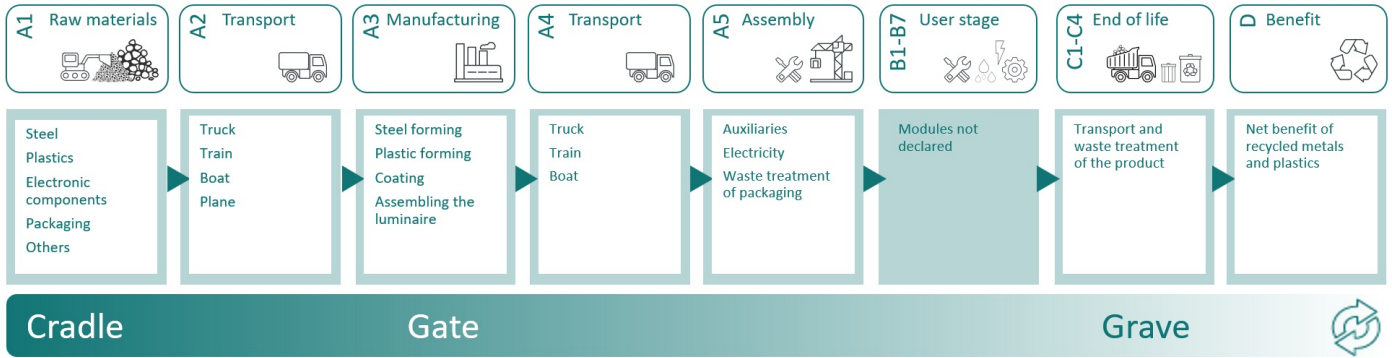 A1 Raw materials
A2 Transport
A3 Manufacturing
A4 Transport
A5 Assembly
B1-B7 User stage
C1-C4 End of life
D Benefit
Steel
Plastics
Electronic
components
Packaging
Others
Truck
Train
Boat
Plane
Steel forming
Plastic forming
Coating
Assembling the
luminaire
Truck
Train
Boat
Auxiliaries
Electricity
Waste treatment
of packaging
Modules not
declared
Transport and
waste treatment
of the product
Net benefit of
recycled metals
and plastics
Cradle
Gate
Grave